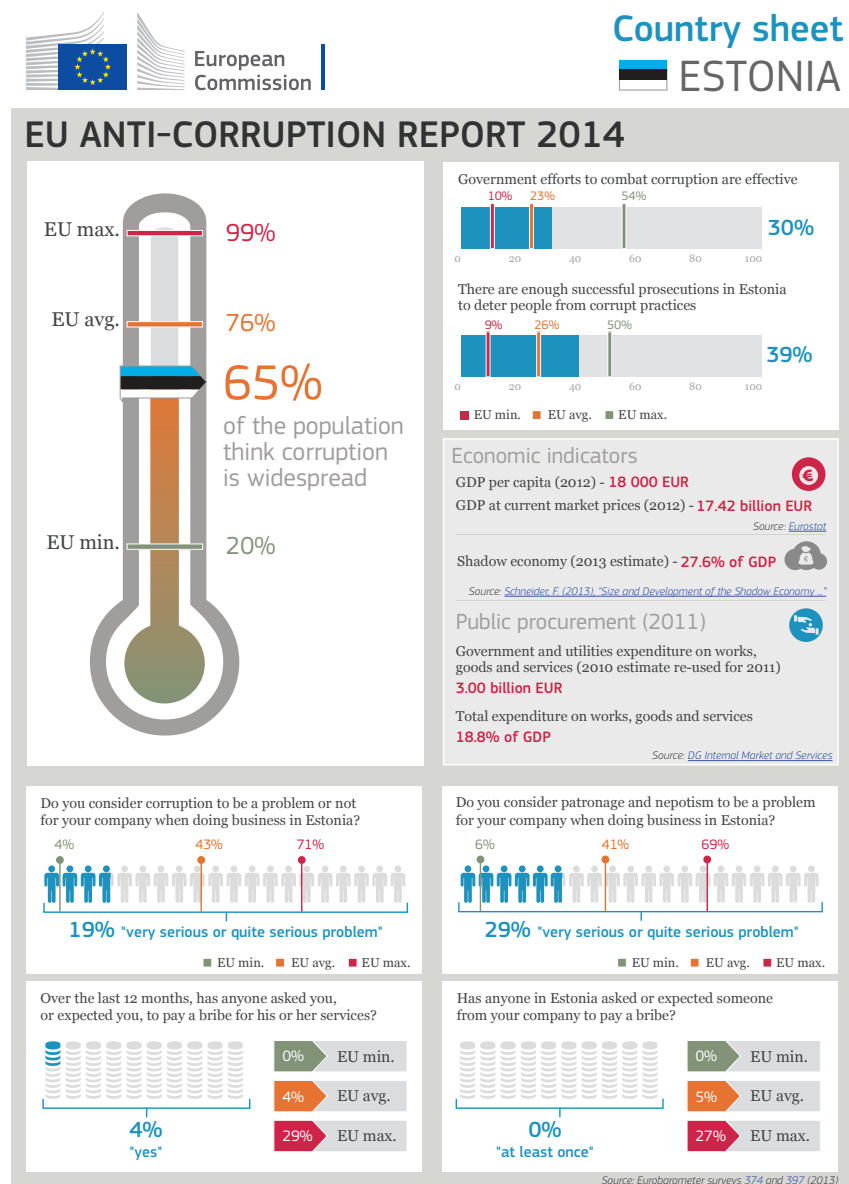 European
Commission
Country sheet
ESTONIA
EU ANTI-CORRUPTION REPORT 2014
EU max.
99%
EU avg.
76%
65%
of the population
think corruption
is widespread
EU min.
20%
Government efforts to combat corruption are effective
10% 23% 54%
30%
0 20 40 60 80 100
There are enough successful prosecutions in Estonia
to deter people from corrupt practices
9% 26% 50%
39%
0 20 40 60 80 100
EU min. EU avg. EU max.
Economic indicators
GDP per capita (2012) - 18 000 EUR
GDP at current market prices (2012) - 17.42 billion EUR
Source: Eurostat
Shadow economy (2013 estimate) - 27.6% of GDP
Source: Schneider, F. (2013), "Size and Development of the Shadow Economy ..."
Public procurement (2011)
Government and utilities expenditure on works,
goods and services (2010 estimate re-used for 2011)
3.00 billion EUR
Total expenditure on works, goods and services
18.8% of GDP
Source: DG Internal Market and Services
Do you consider corruption to be a problem or not
for your company when doing business in Estonia?
4% 43% 71%
19% "very serious or quite serious problem"
EU min. EU avg. EU max.
Do you consider patronage and nepotism to be a problem
for your company when doing business in Estonia?
6% 41% 69%
29% "very serious or quite serious problem"
EU min. EU avg. EU max.
Over the last 12 months, has anyone asked you,
or expected you, to pay a bribe for his or her services?
0% EU min.
4% EU avg.
29% EU max.
4%
"yes"
Has anyone in Estonia asked or expected someone
from your company to pay a bribe?
0% EU min.
5% EU avg.
27% EU max.
0%
"at least once"
Source: Eurobarometer surveys 374 and 397 (2013)